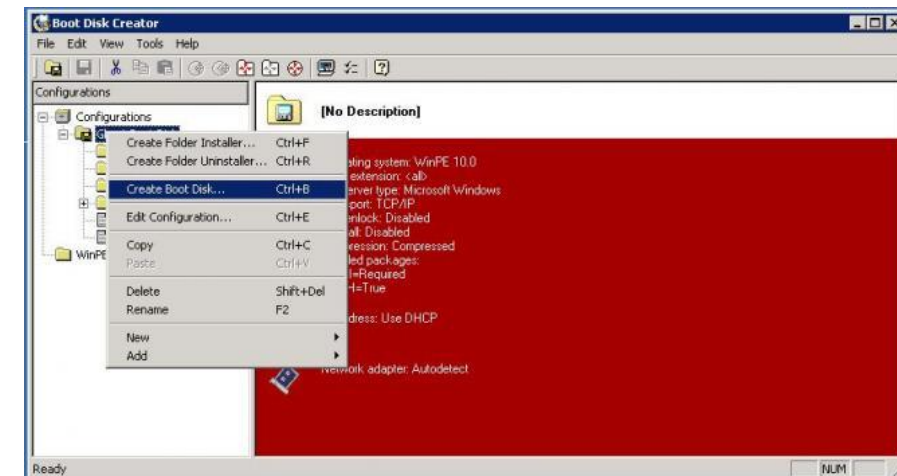 Boot Disk Creator
File Edit View Tools Help
Configurations
[No Description]
Configurations
G
Create Folder Installer... Ctrl+F
Create Folder Uninstaller... Ctrl+R
Create Boot Disk... Ctrl+B
Edit Configuration... Ctrl+E
Copy Ctrl+C
Paste Ctrl+V
Delete Shift+Del
Rename F2
New
Add
WinPE
ating system: WinPE 10.0
extension: <all>
erver type: Microsoft Windows
port: TCP/IP
enlock: Disabled
all: Disabled
ression: Compressed
led packages:
I=Required
H=True
dress: Use DHCP
Network adapter: Autodetect
Ready
NUM